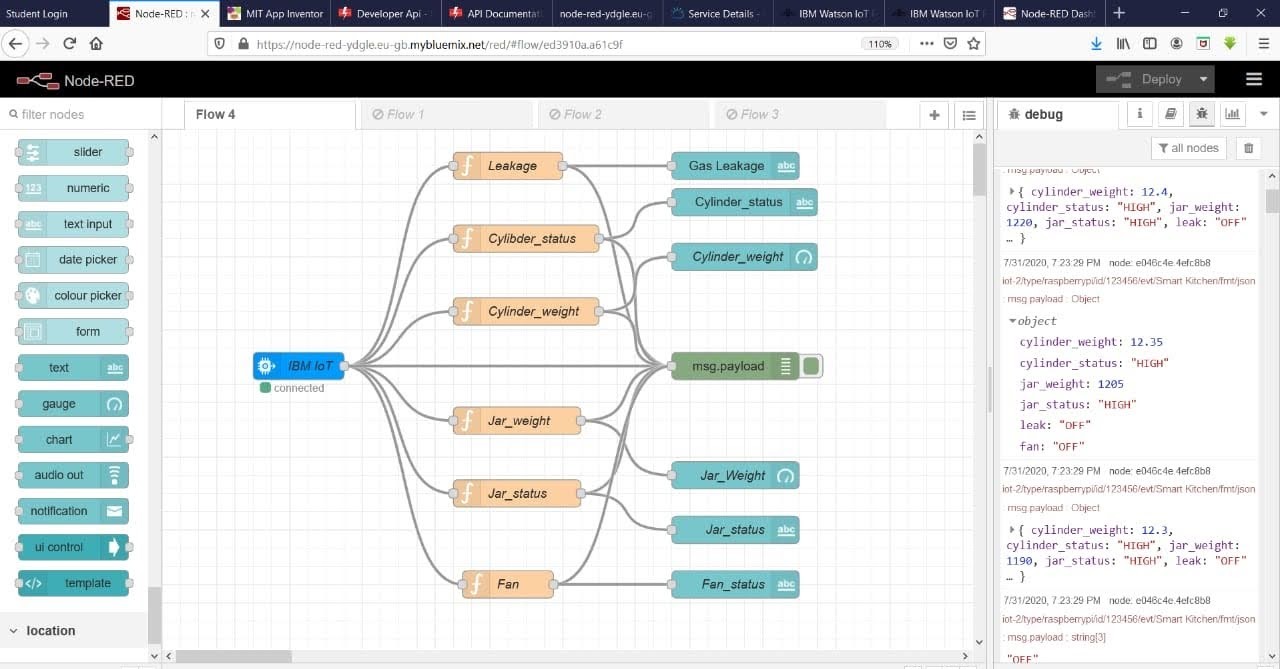 Student Login
Node-RED : n
MIT App Inventor
Developer Api -
API Documentat
node-red-ydgle.eu-g
Service Details -
IBM Watson IoT P
IBM Watson IoT P
Node-RED Dash
https://node-red-ydgle.eu-gb.mybluemix.net/red/#flow/ed3910a.a61c9f
110%
Node-RED
Deploy
filter nodes
Flow 4
Flow 1
Flow 2
Flow 3
debug
all nodes
slider
123 numeric
abc text input
date picker
colour picker
form
text abc
gauge
chart
audio out
notification
ui control
</> template
location
Leakage
Cylibder_status
Cylinder_weight
IBM IoT
connected
Jar_weight
Jar_status
Fan
Gas Leakage abc
Cylinder_status abc
Cylinder_weight
msg.payload
Jar_Weight
Jar_status abc
Fan_status abc
: msg.payload : Object
{ cylinder_weight: 12.4,
cylinder_status: "HIGH", jar_weight:
1220, jar_status: "HIGH", leak: "OFF"
… }
7/31/2020, 7:23:29 PM node: e046c4e.4efc8b8
iot-2/type/raspberrypi/id/123456/evt/Smart Kitchen/fmt/json
: msg.payload : Object
object
cylinder_weight: 12.35
cylinder_status: "HIGH"
jar_weight: 1205
jar_status: "HIGH"
leak: "OFF"
fan: "OFF"
7/31/2020, 7:23:29 PM node: e046c4e.4efc8b8
iot-2/type/raspberrypi/id/123456/evt/Smart Kitchen/fmt/json
: msg.payload : Object
{ cylinder_weight: 12.3,
cylinder_status: "HIGH", jar_weight:
1190, jar_status: "HIGH", leak: "OFF"
… }
7/31/2020, 7:23:29 PM node: e046c4e.4efc8b8
iot-2/type/raspberrypi/id/123456/evt/Smart Kitchen/fmt/json
: msg.payload : string[3]
"OFF"